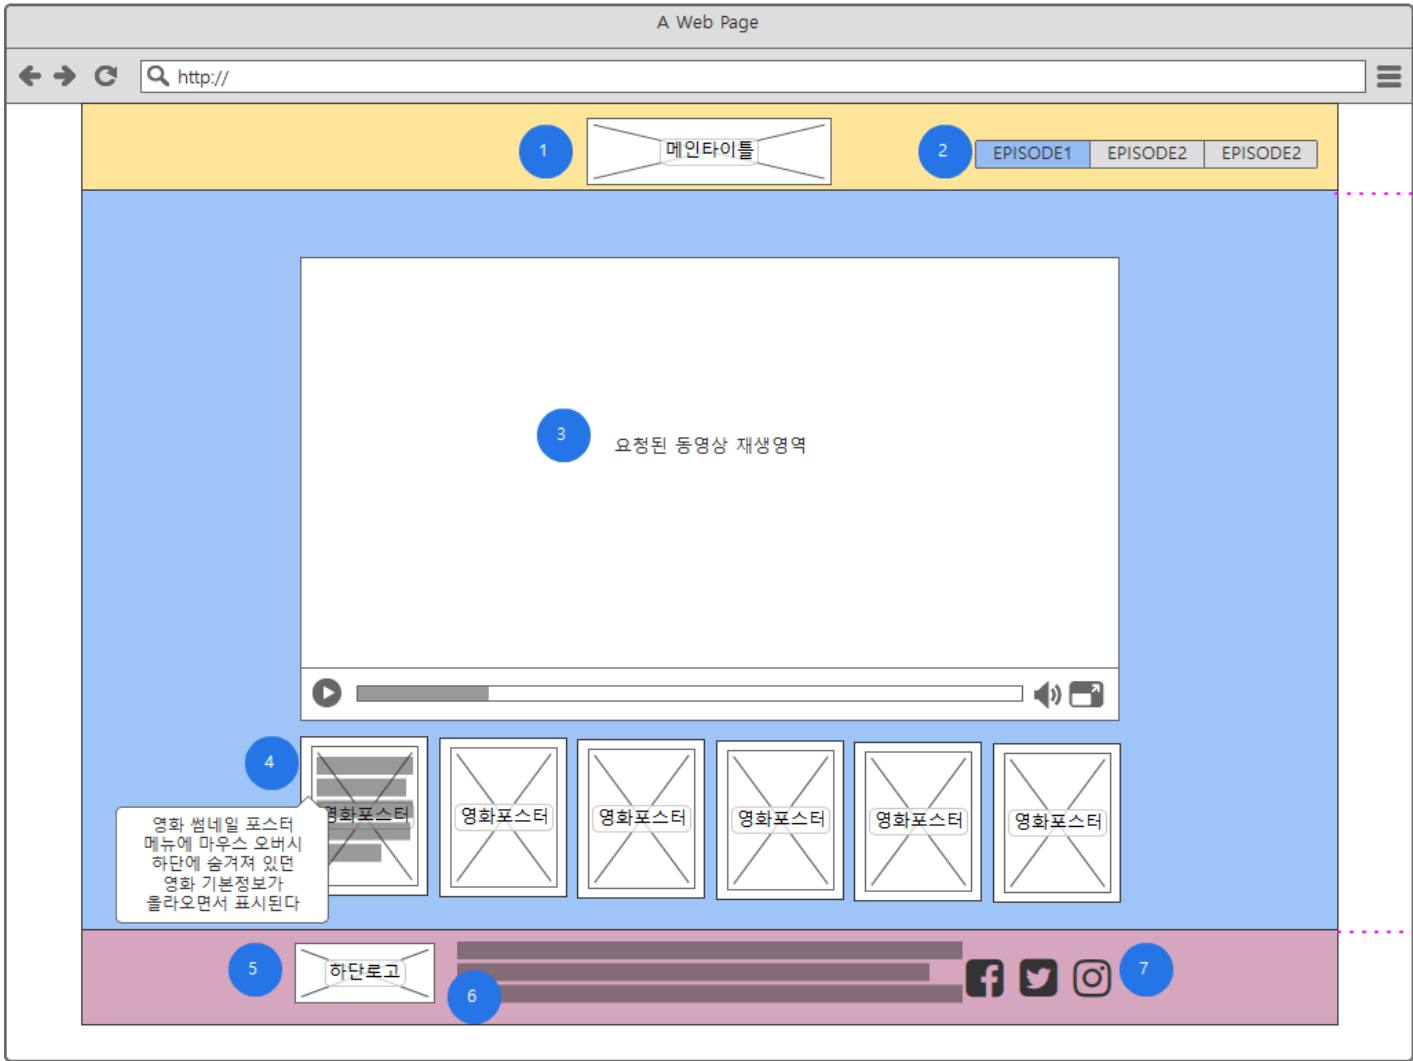 A Web Page
http://
1
메인타이틀
2
EPISODE1
EPISODE2
EPISODE2
3
요청된 동영상 재생영역
4
영화포스터
영화포스터
영화포스터
영화포스터
영화포스터
영화포스터
영화 썸네일 포스터
메뉴에 마우스 오버시
하단에 숨겨져 있던
영화 기본정보가
올라오면서 표시된다
5
하단로고
6
7